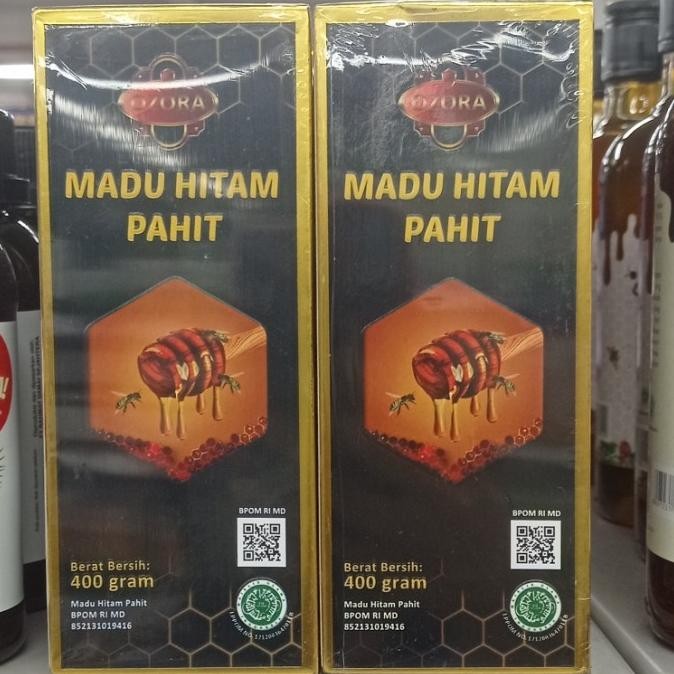 OZORA
MADU HITAM
PAHIT
BPOM RI MD
Berat Bersih:
400 gram
Madu Hitam Pahit
BPOM RI MD
852131019416
OZORA
MADU HITAM
PAHIT
BPOM RI MD
Berat Bersih:
400 gram
Madu Hitam Pahit
BPOM RI MD
852131019416